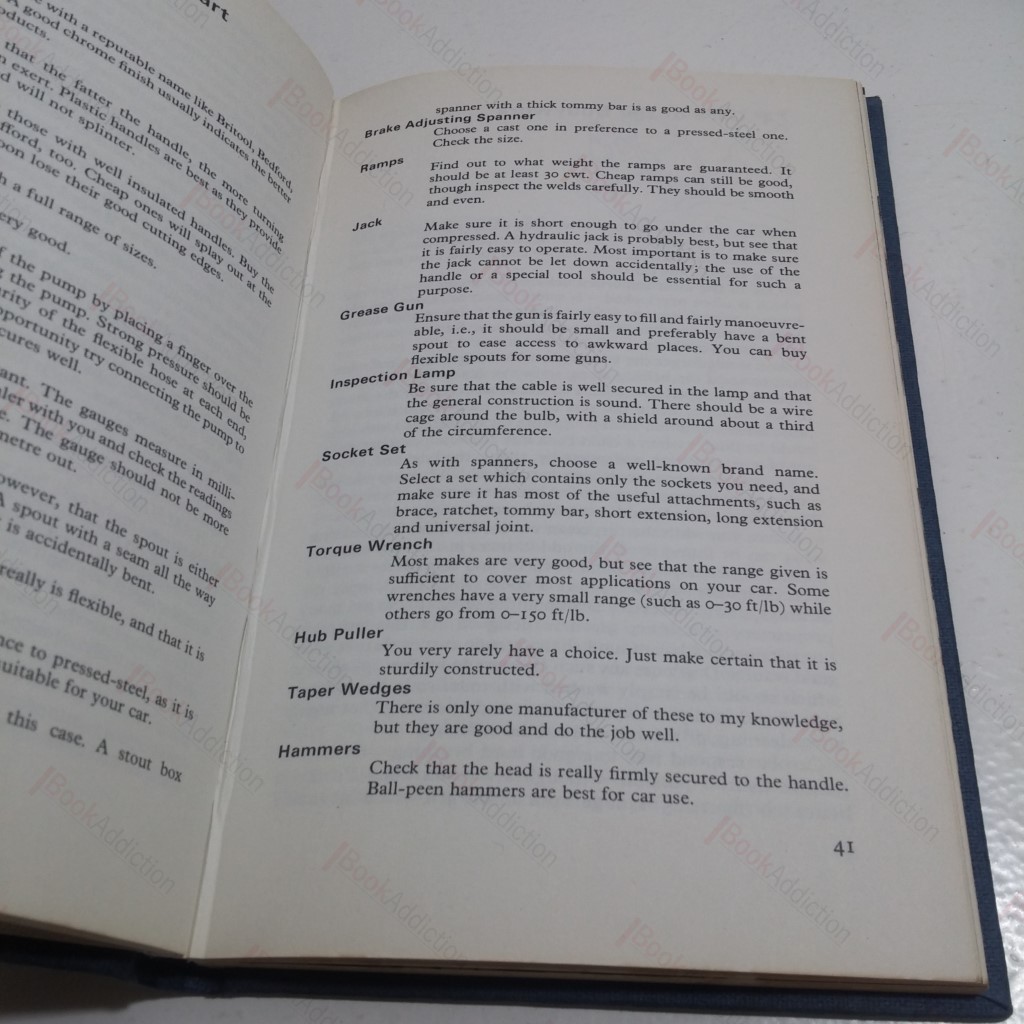 art
with a reputable name like Britool, Bedford,
A good chrome finish usually indicates the better
oducts.
that the fatter the handle, the more turning
n exert. Plastic handles are best as they provide
d will not splinter.
those with well insulated handles. Buy the
fford, too. Cheap ones will splay out at the
oon lose their good cutting edges.
h a full range of sizes.
ery good.
f the pump by placing a finger over the
g the pump. Strong pressure should be
arity of the flexible hose at each end,
opportunity try connecting the pump to
cures well.
ant. The gauges measure in milli-
aler with you and check the readings
e. The gauge should not be more
metre out.
owever, that the spout is either
A spout with a seam all the way
t is accidentally bent.
really is flexible, and that it is
nce to pressed-steel, as it is
uitable for your car.
this case. A stout box
spanner with a thick tommy bar is as good as any.
Brake Adjusting Spanner
Choose a cast one in preference to a pressed-steel one.
Check the size.
Ramps
Find out to what weight the ramps are guaranteed. It
should be at least 30 cwt. Cheap ramps can still be good,
though inspect the welds carefully. They should be smooth
and even.
Jack
Make sure it is short enough to go under the car when
compressed. A hydraulic jack is probably best, but see that
it is fairly easy to operate. Most important is to make sure
the jack cannot be let down accidentally; the use of the
handle or a special tool should be essential for such a
purpose.
Grease Gun
Ensure that the gun is fairly easy to fill and fairly manoeuvre-
able, i.e., it should be small and preferably have a bent
spout to ease access to awkward places. You can buy
flexible spouts for some guns.
Inspection Lamp
Be sure that the cable is well secured in the lamp and that
the general construction is sound. There should be a wire
cage around the bulb, with a shield around about a third
of the circumference.
Socket Set
As with spanners, choose a well-known brand name.
Select a set which contains only the sockets you need, and
make sure it has most of the useful attachments, such as
brace, ratchet, tommy bar, short extension, long extension
and universal joint.
Torque Wrench
Most makes are very good, but see that the range given is
sufficient to cover most applications on your car. Some
wrenches have a very small range (such as 0–30 ft/lb) while
others go from 0–150 ft/lb.
Hub Puller
You very rarely have a choice. Just make certain that it is
sturdily constructed.
Taper Wedges
There is only one manufacturer of these to my knowledge,
but they are good and do the job well.
Hammers
Check that the head is really firmly secured to the handle.
Ball-peen hammers are best for car use.
41
BookAddiction